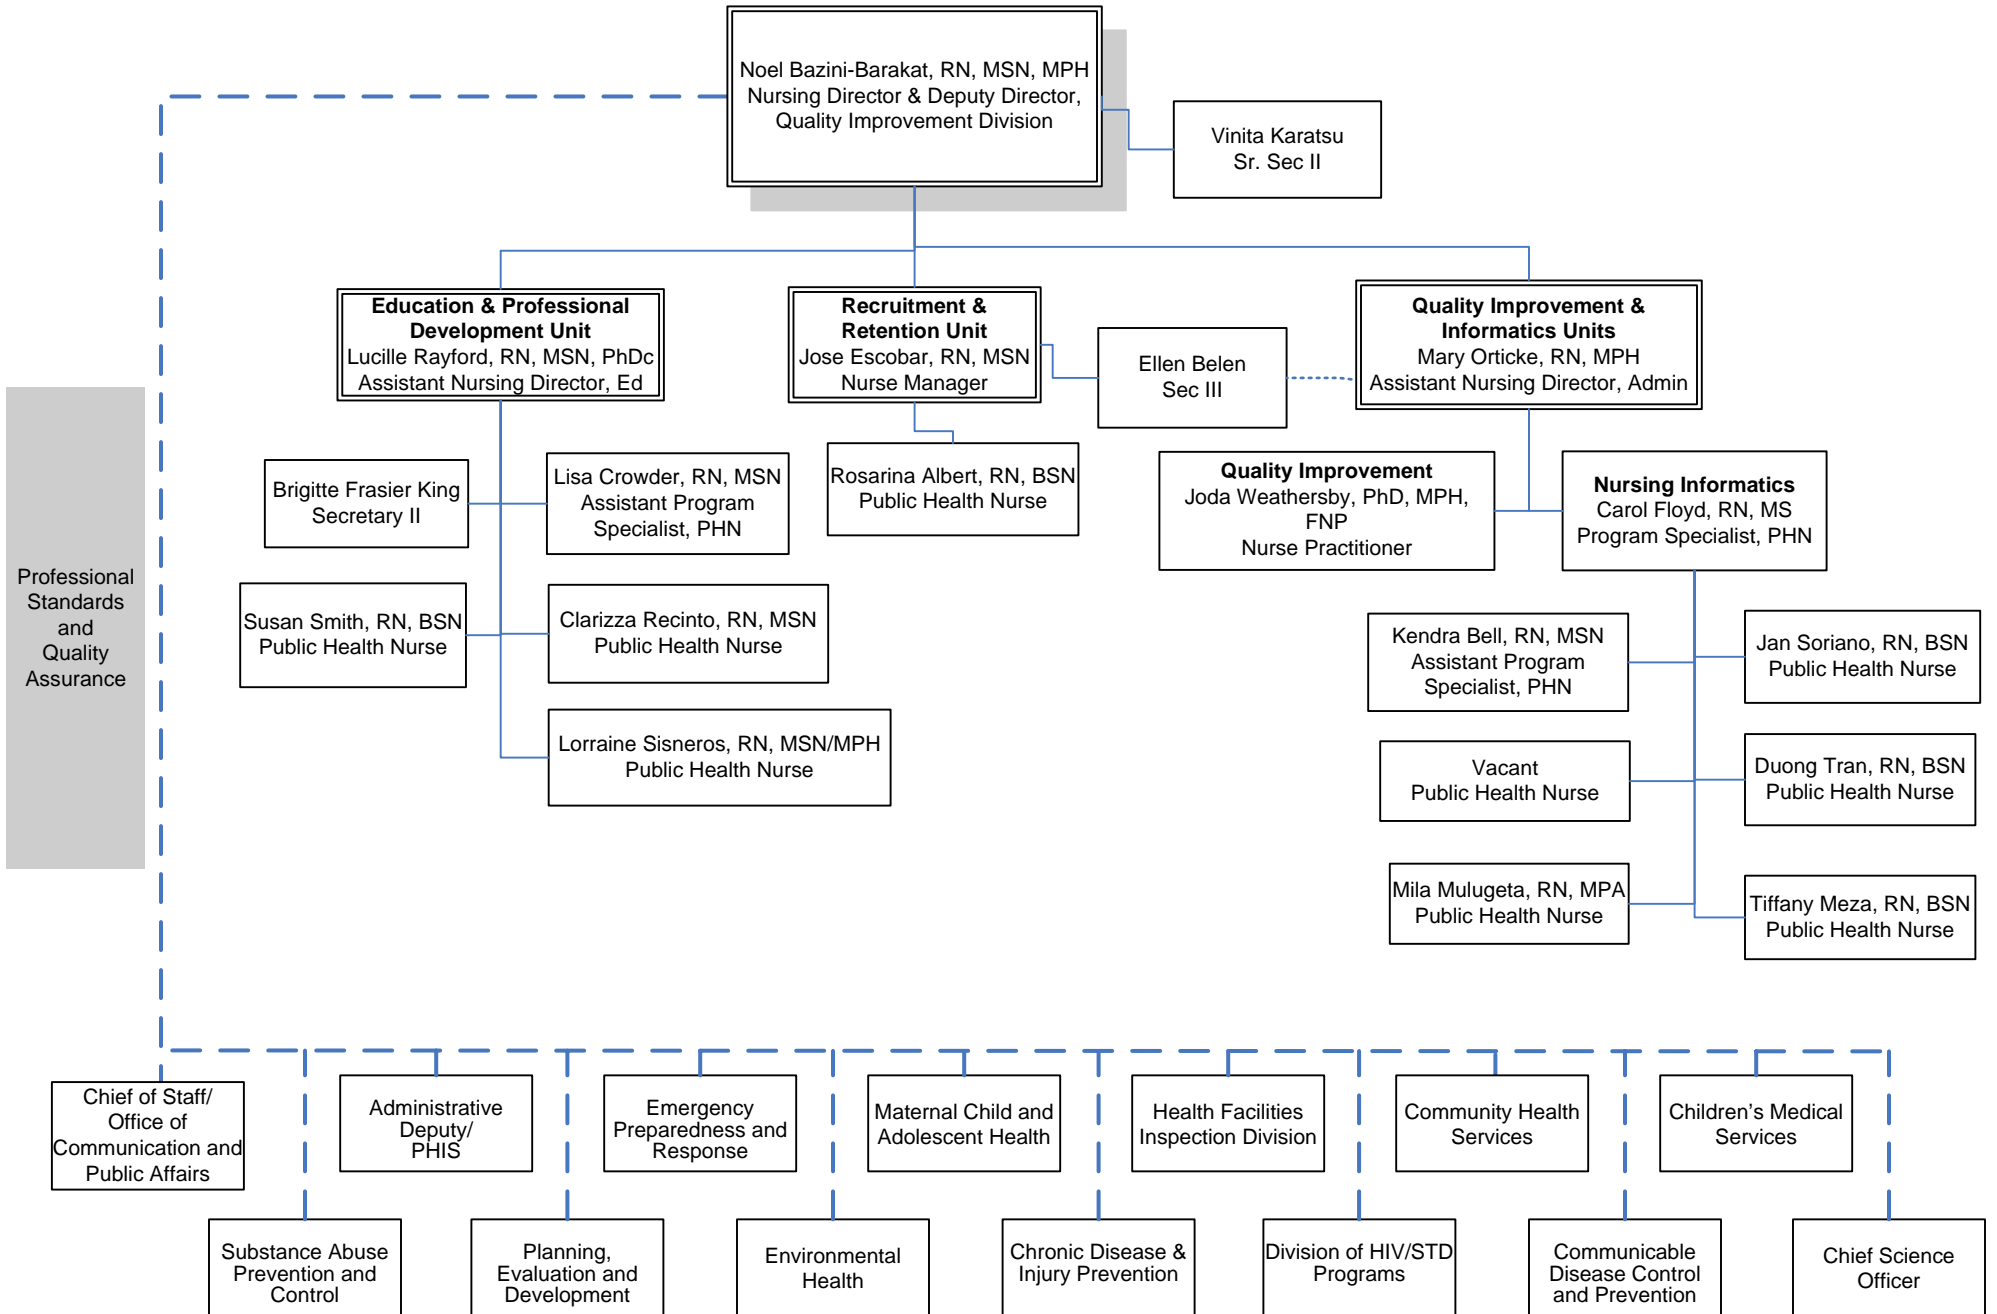 Noel Bazini-Barakat, RN, MSN, MPH
Nursing Director & Deputy Director,
Quality Improvement Division
Vinita Karatsu
Sr. Sec II
Education & Professional
Development Unit
Lucille Rayford, RN, MSN, PhDc
Assistant Nursing Director, Ed
Recruitment &
Retention Unit
Jose Escobar, RN, MSN
Nurse Manager
Ellen Belen
Sec III
Quality Improvement &
Informatics Units
Mary Orticke, RN, MPH
Assistant Nursing Director, Admin
Brigitte Frasier King
Secretary II
Lisa Crowder, RN, MSN
Assistant Program
Specialist, PHN
Rosarina Albert, RN, BSN
Public Health Nurse
Quality Improvement
Joda Weathersby, PhD, MPH,
FNP
Nurse Practitioner
Nursing Informatics
Carol Floyd, RN, MS
Program Specialist, PHN
Professional
Standards
and
Quality
Assurance
Susan Smith, RN, BSN
Public Health Nurse
Clarizza Recinto, RN, MSN
Public Health Nurse
Kendra Bell, RN, MSN
Assistant Program
Specialist, PHN
Jan Soriano, RN, BSN
Public Health Nurse
Lorraine Sisneros, RN, MSN/MPH
Public Health Nurse
Vacant
Public Health Nurse
Duong Tran, RN, BSN
Public Health Nurse
Mila Mulugeta, RN, MPA
Public Health Nurse
Tiffany Meza, RN, BSN
Public Health Nurse
Chief of Staff/
Office of
Communication and
Public Affairs
Administrative
Deputy/
PHIS
Emergency
Preparedness and
Response
Maternal Child and
Adolescent Health
Health Facilities
Inspection Division
Community Health
Services
Children's Medical
Services
Substance Abuse
Prevention and
Control
Planning,
Evaluation and
Development
Environmental
Health
Chronic Disease &
Injury Prevention
Division of HIV/STD
Programs
Communicable
Disease Control
and Prevention
Chief Science
Officer